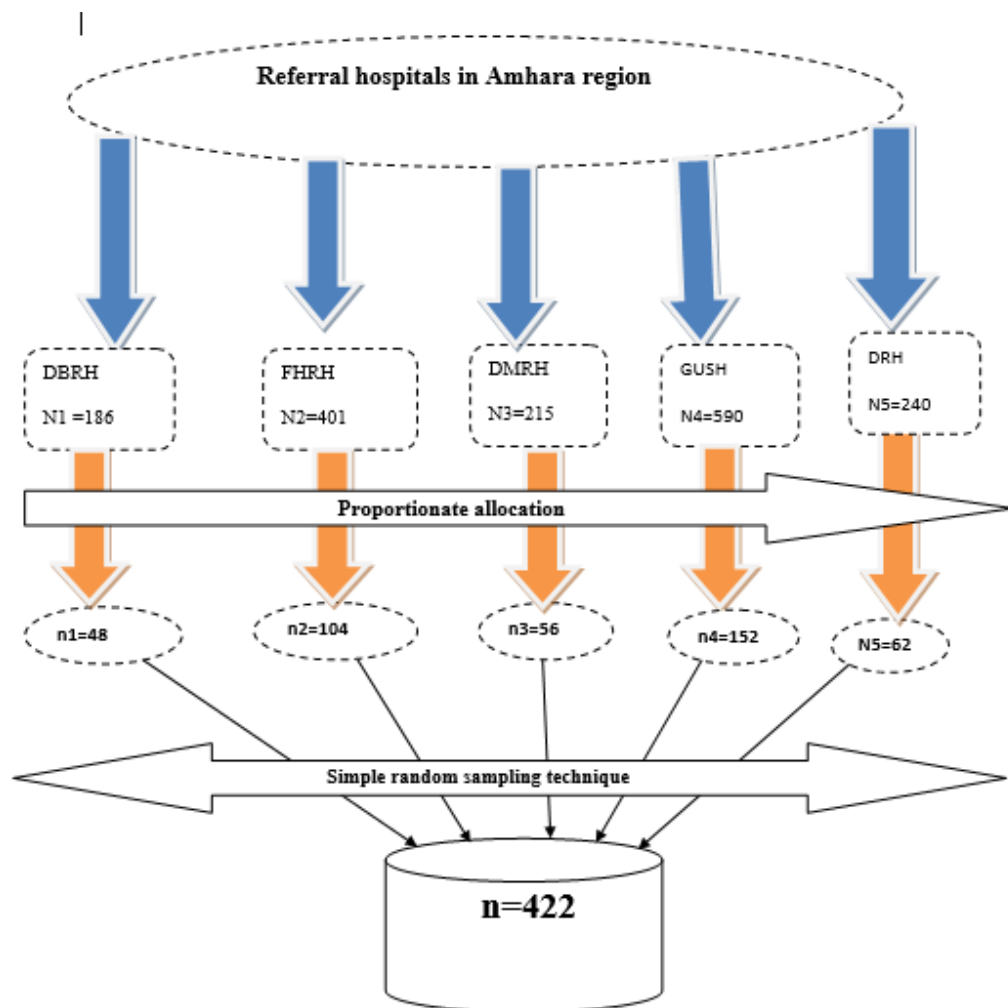 Referral hospitals in Amhara region
DBRH
N1 =186
FHRH
N2=401
DMRH
N3=215
GUSH
N4=590
DRH
N5=240
Proportionate allocation
n1=48
n2=104
n3=56
n4=152
N5=62
Simple random sampling technique
n=422